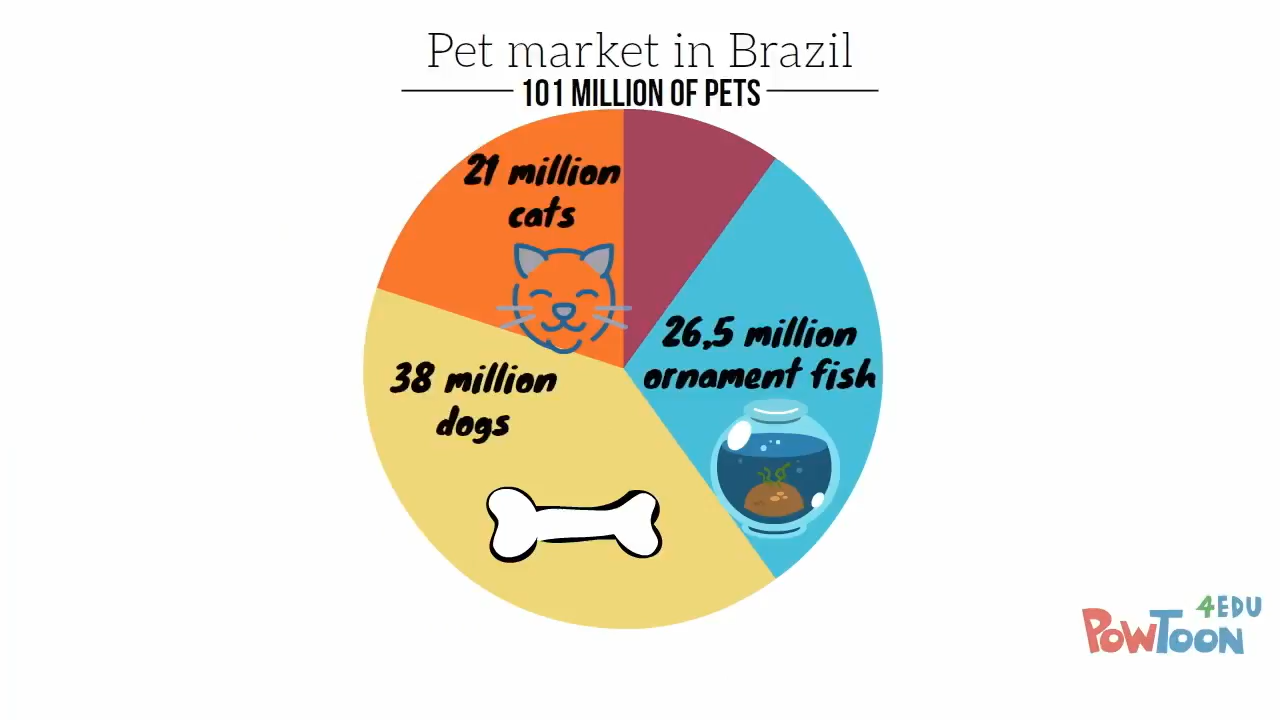 Pet market in Brazil
101 MILLION OF PETS
21 million
cats
26,5 million
ornament fish
38 million
dogs
4EDU
POWTOON